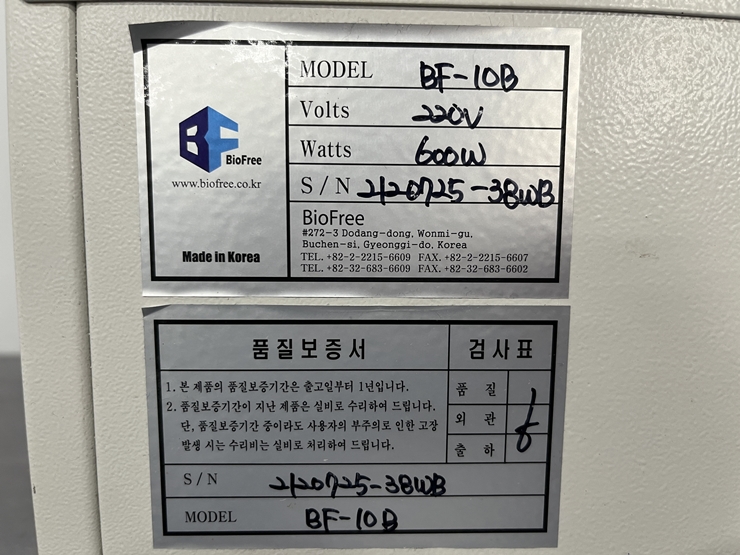 BF
BioFree
www.biofree.co.kr
Made in Korea
MODEL BF-10B
Volts 220V
Watts 600W
S/N 2120725-38WB
BioFree
#272-3 Dodang-dong, Wonmi-gu,
Buchen-si, Gyeonggi-do, Korea
TEL. +82-2-2215-6609 FAX. +82-2-2215-6607
TEL. +82-32-683-6609 FAX. +82-32-683-6602
품질보증서
1. 본 제품의 품질보증기간은 출고일부터 1년입니다.
2. 품질보증기간이 지난 제품은 실비로 수리하여 드립니다.
단, 품질보증기간 중이라도 사용자의 부주의로 인한 고장
발생 시는 수리비는 실비로 처리하여 드립니다.
검사표
품 질
외 관
출 하
S/N 2120725-38WB
MODEL BF-10B